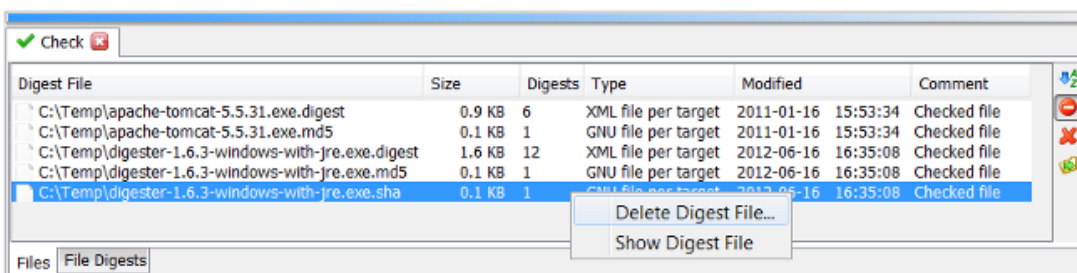 Check
Digest File Size Digests Type Modified Comment
C:\Temp\apache-tomcat-5.5.31.exe.digest 0.9 KB 6 XML file per target 2011-01-16 15:53:34 Checked file
C:\Temp\apache-tomcat-5.5.31.exe.md5 0.1 KB 1 GNU file per target 2011-01-16 15:53:34 Checked file
C:\Temp\digester-1.6.3-windows-with-jre.exe.digest 1.6 KB 12 XML file per target 2012-06-16 16:35:08 Checked file
C:\Temp\digester-1.6.3-windows-with-jre.exe.md5 0.1 KB 1 GNU file per target 2012-06-16 16:35:08 Checked file
C:\Temp\digester-1.6.3-windows-with-jre.exe.sha 0.1 KB 1 GNU file per target 2012-06-16 16:35:08 Checked file
Delete Digest File...
Show Digest File
Files File Digests